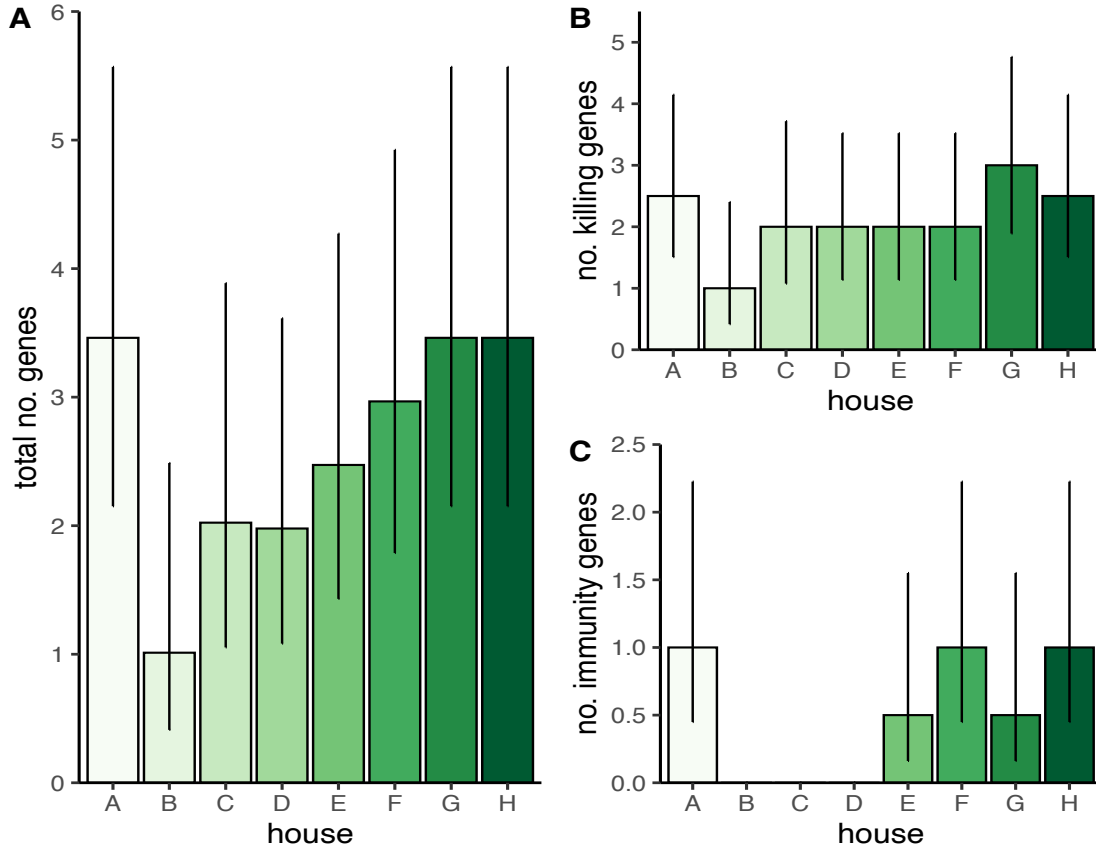 A
total no. genes
6
5
4
3
2
1
0
A B C D E F G H
house
B
no. killing genes
5
4
3
2
1
0
A B C D E F G H
house
C
no. immunity genes
2.5
2.0
1.5
1.0
0.5
0.0
A B C D E F G H
house